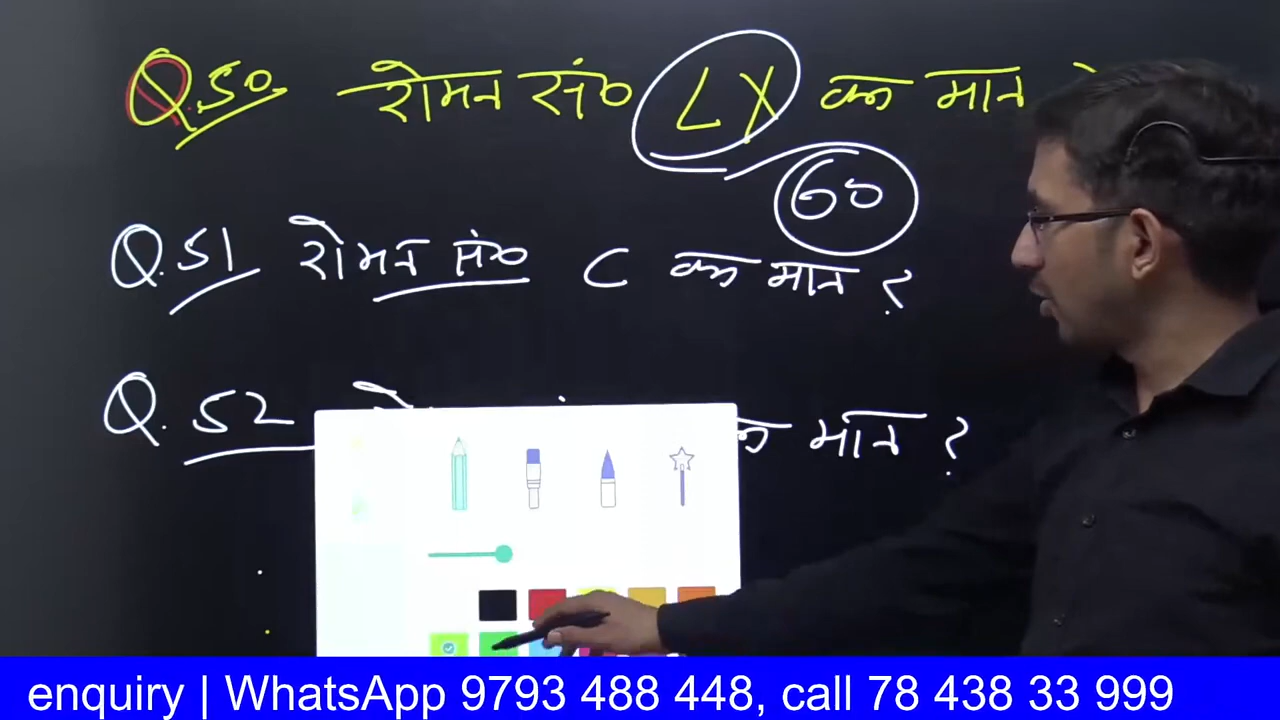 Q.50. रोमन सं० LX का मान
60
Q.51 रोमन सं० C का मान ?
Q.52 मान ?
enquiry | WhatsApp 9793 488 448, call 78 438 33 999